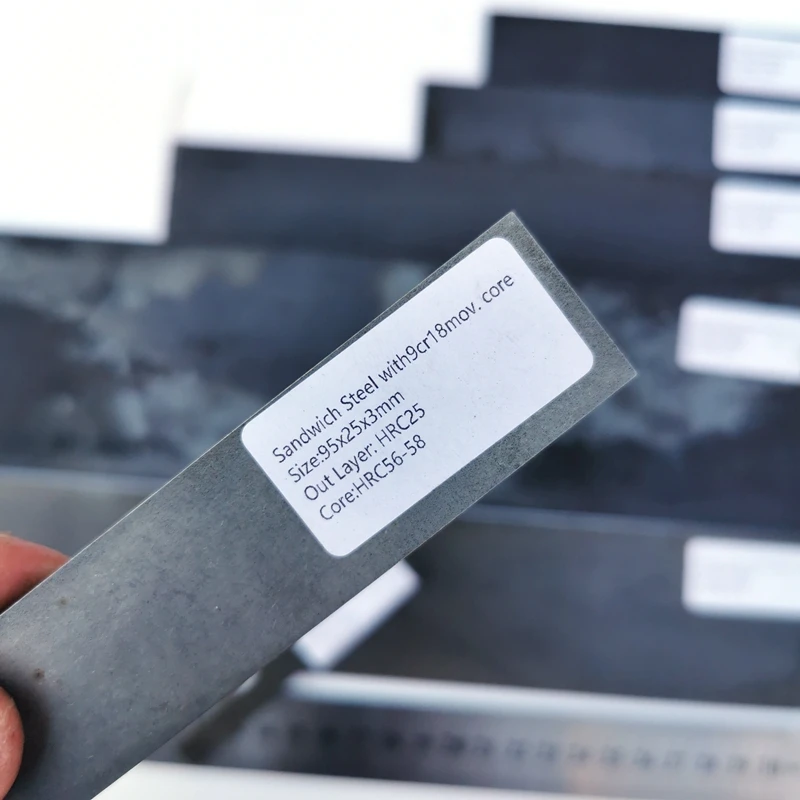 Sandwich Steel with9cr18mov. core
Size:95x25x3mm
Out Layer: HRC25
Core:HRC56-58